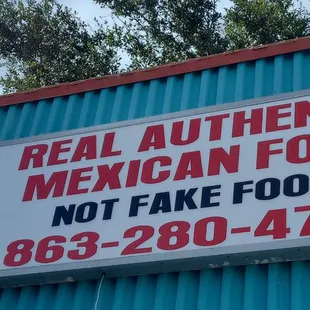 REAL AUTHEN
MEXICAN FO
NOT FAKE FOO
863-280-47